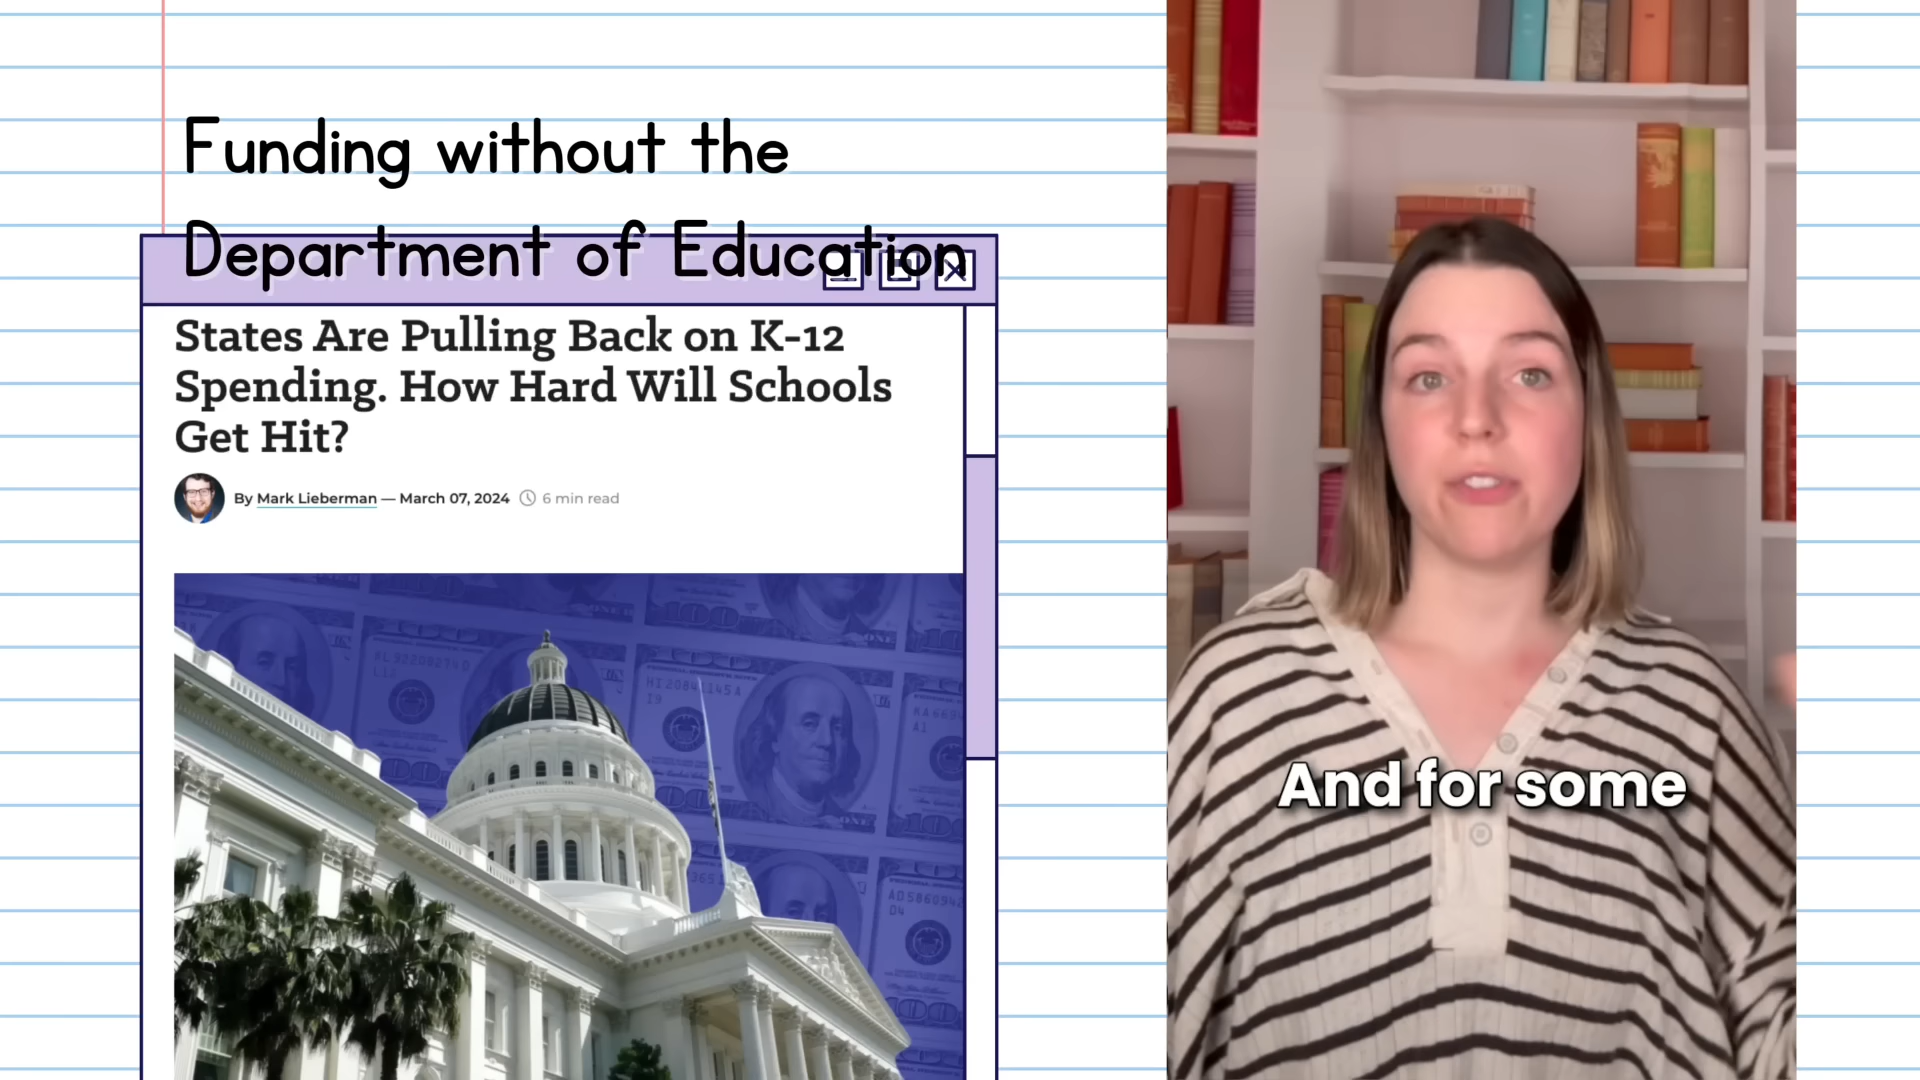 Funding without the
Department of Education
States Are Pulling Back on K-12
Spending. How Hard Will Schools
Get Hit?
By Mark Lieberman — March 07, 2024 6 min read
And for some